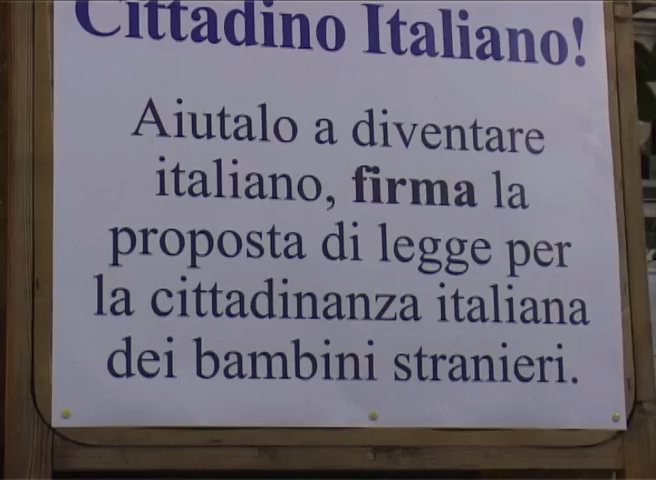 Cittadino Italiano!
Aiutalo a diventare
italiano, firma la
proposta di legge per
la cittadinanza italiana
dei bambini stranieri.